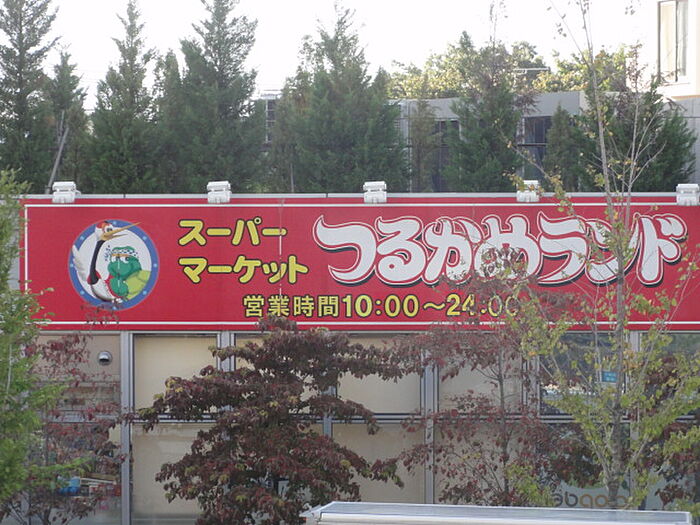 スーパー
マーケット
つるかめランド
営業時間10:00～24:00